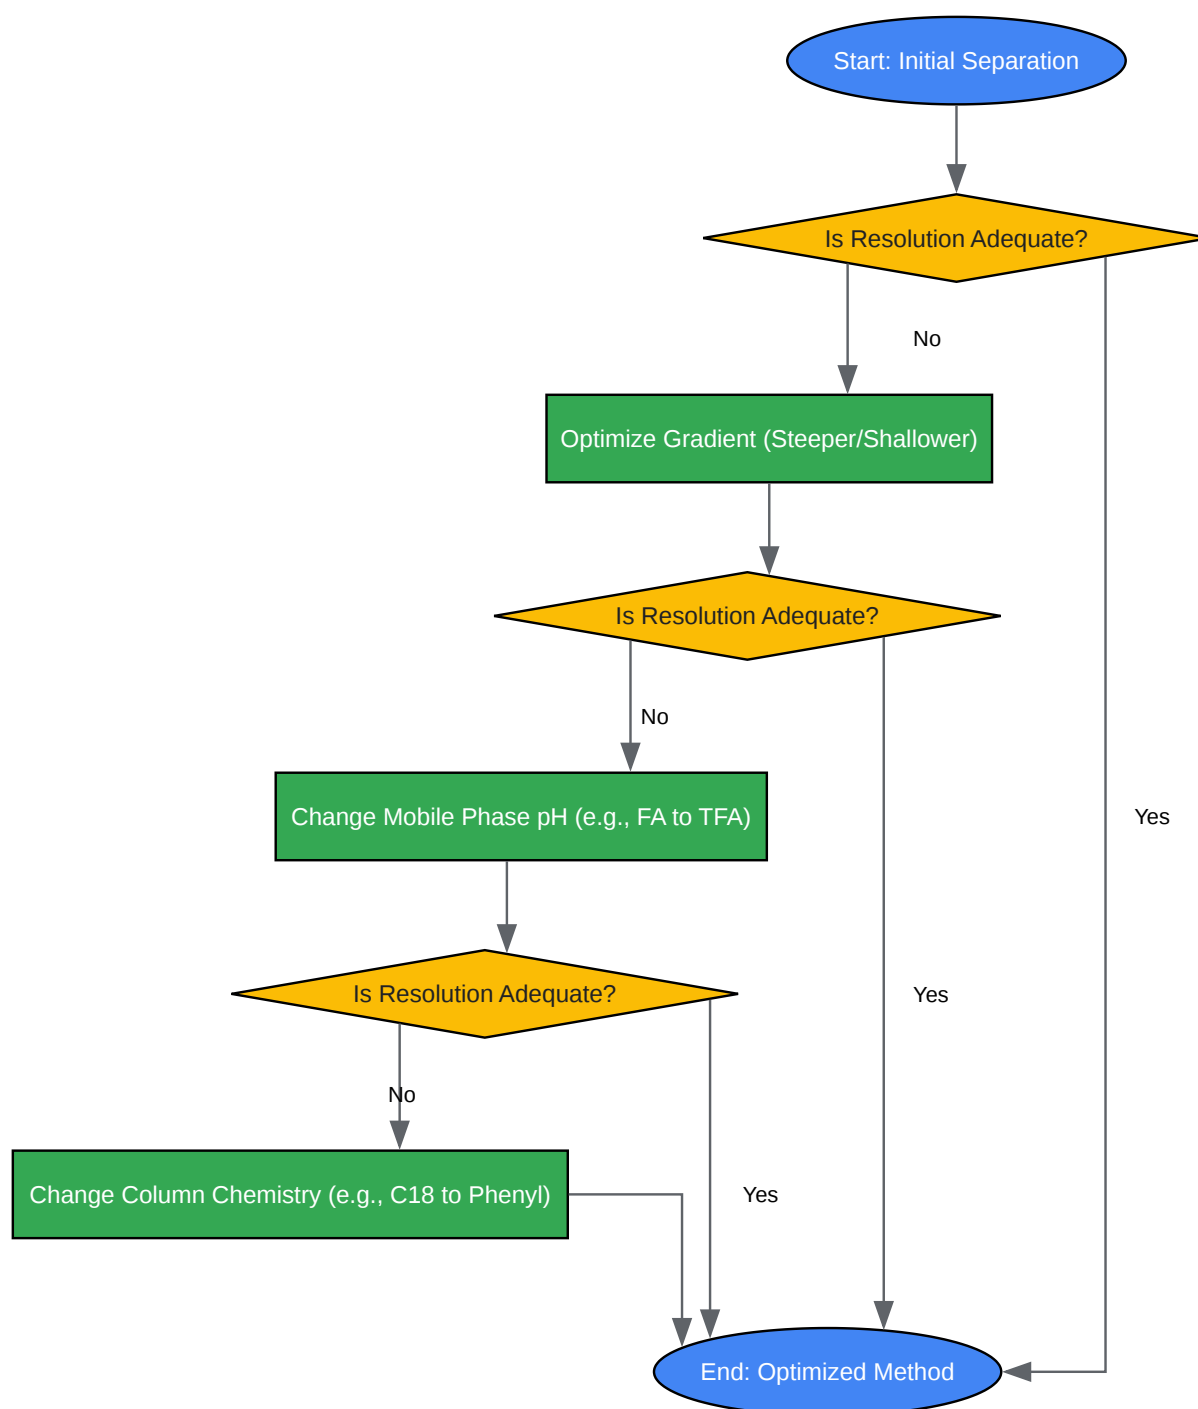 Start: Initial Separation
Is Resolution Adequate?
No
Optimize Gradient (Steeper/Shallower)
Is Resolution Adequate?
No
Change Mobile Phase pH (e.g., FA to TFA)
Yes
Is Resolution Adequate?
Yes
No
Change Column Chemistry (e.g., C18 to Phenyl)
Yes
End: Optimized Method